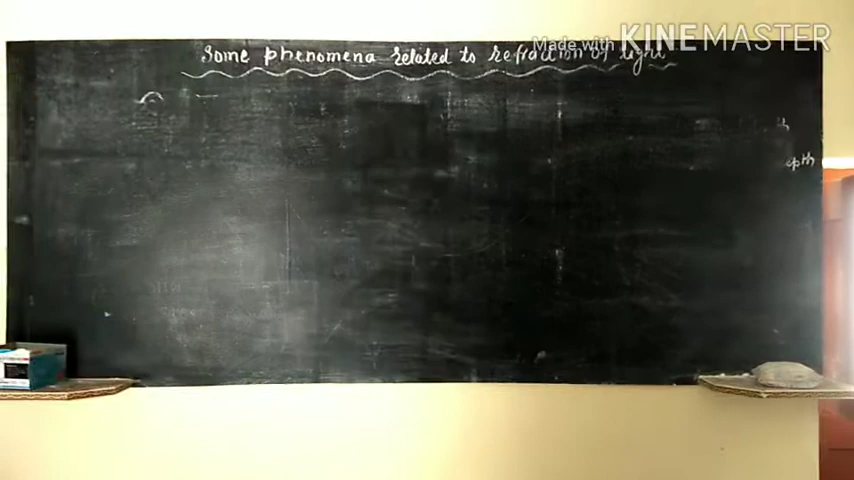 Made with KINEMASTER
Some phenomena related to refraction of light